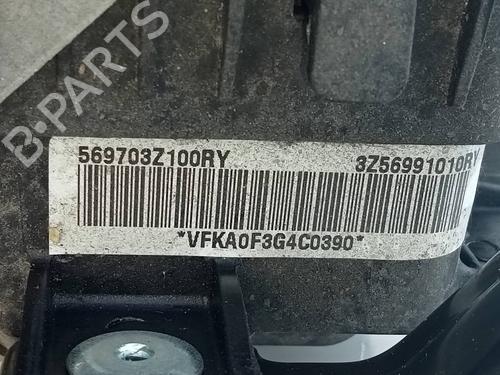 B-PARTS
569703Z100RY 3Z56991010RY
*VFKA0F3G4C0390*